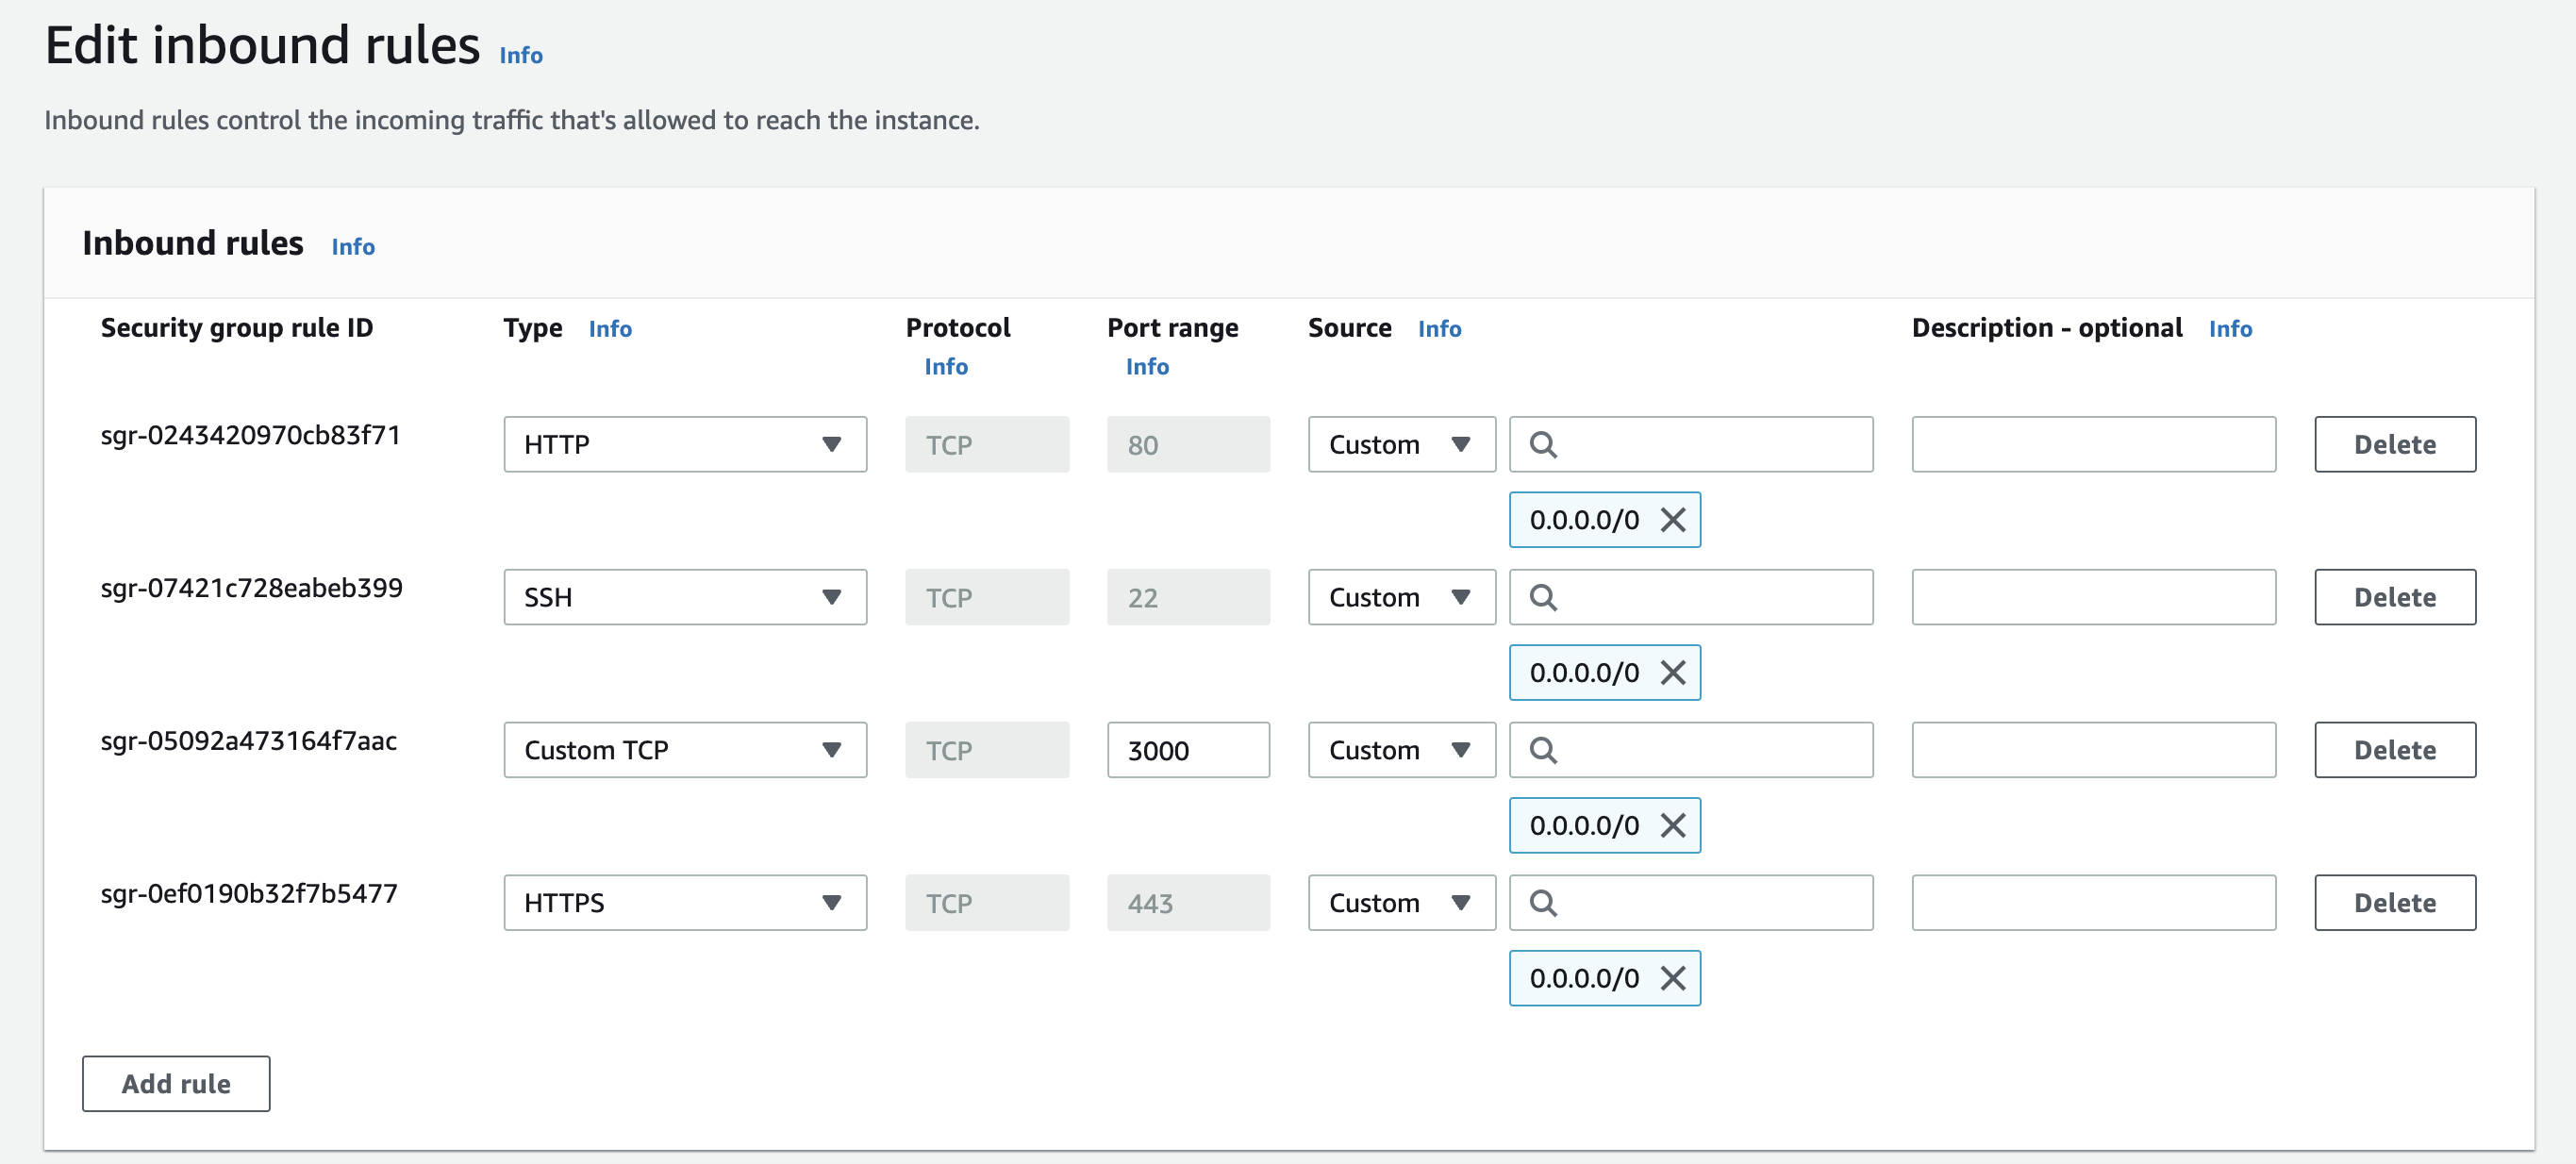 Edit inbound rules Info
Inbound rules control the incoming traffic that's allowed to reach the instance.
Inbound rules Info
Security group rule ID Type Info Protocol Info Port range Info Source Info Description - optional Info
sgr-0243420970cb83f71 HTTP TCP 80 Custom Delete
0.0.0.0/0
sgr-07421c728eabeb399 SSH TCP 22 Custom Delete
0.0.0.0/0
sgr-05092a473164f7aac Custom TCP TCP 3000 Custom Delete
0.0.0.0/0
sgr-0ef0190b32f7b5477 HTTPS TCP 443 Custom Delete
0.0.0.0/0
Add rule